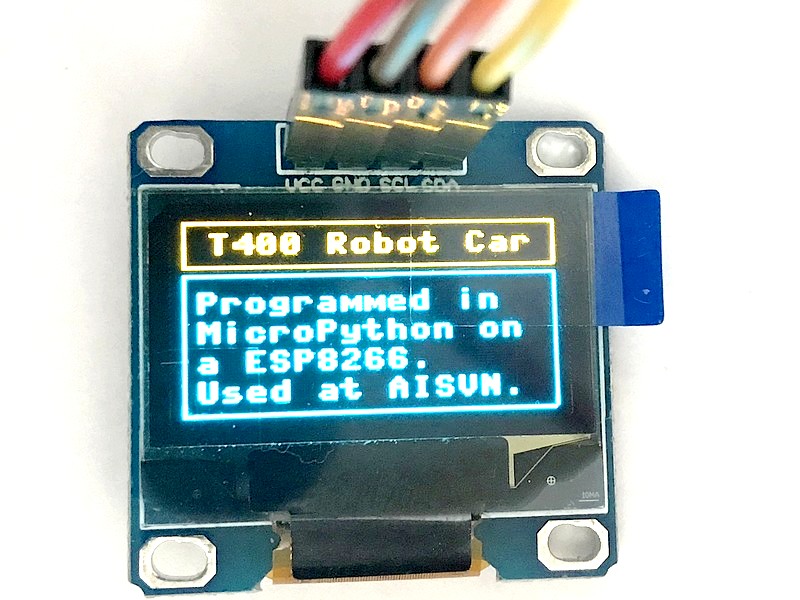 VCC GND SCL SDA
T400 Robot Car
Programmed in
MicroPython on
a ESP8266.
Used at AISVN.